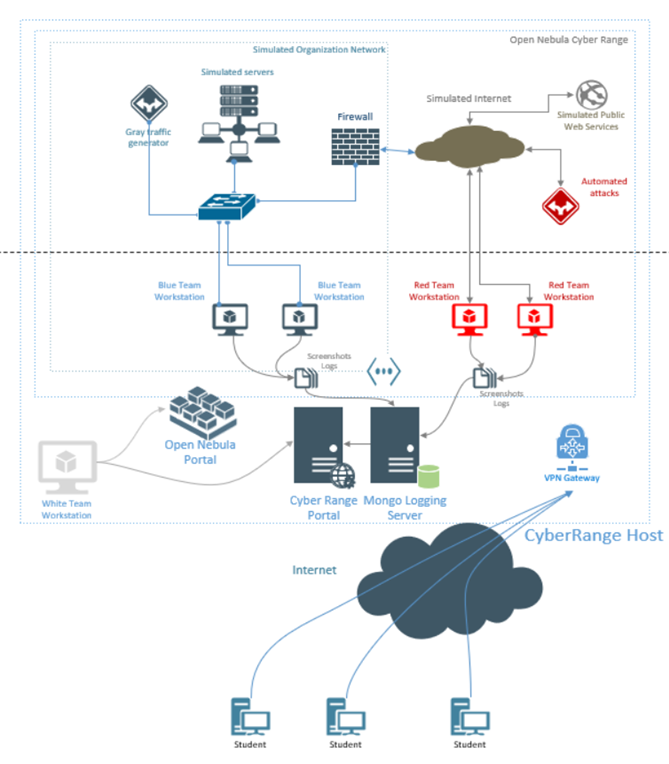 Open Nebula Cyber Range
Simulated Organization Network
Simulated servers
Gray traffic
generator
Firewall
Simulated Internet
Simulated Public
Web Services
Automated
attacks
Blue Team
Workstation
Blue Team
Workstation
Red Team
Workstation
Red Team
Workstation
Screenshots
Logs
Screenshots
Logs
Open Nebula
Portal
White Team
Workstation
Cyber Range
Portal
Mongo Logging
Server
VPN Gateway
CyberRange Host
Internet
Student
Student
Student